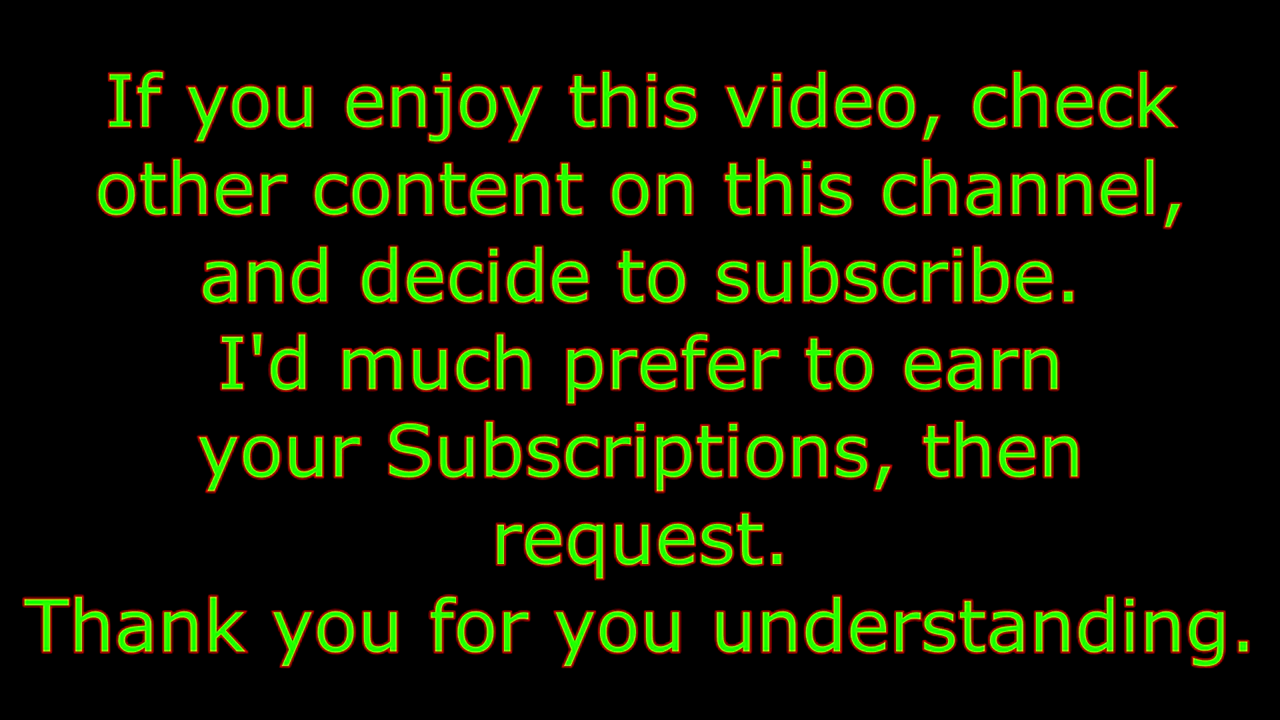 If you enjoy this video, check
other content on this channel,
and decide to subscribe.
I'd much prefer to earn
your Subscriptions, then
request.
Thank you for you understanding.